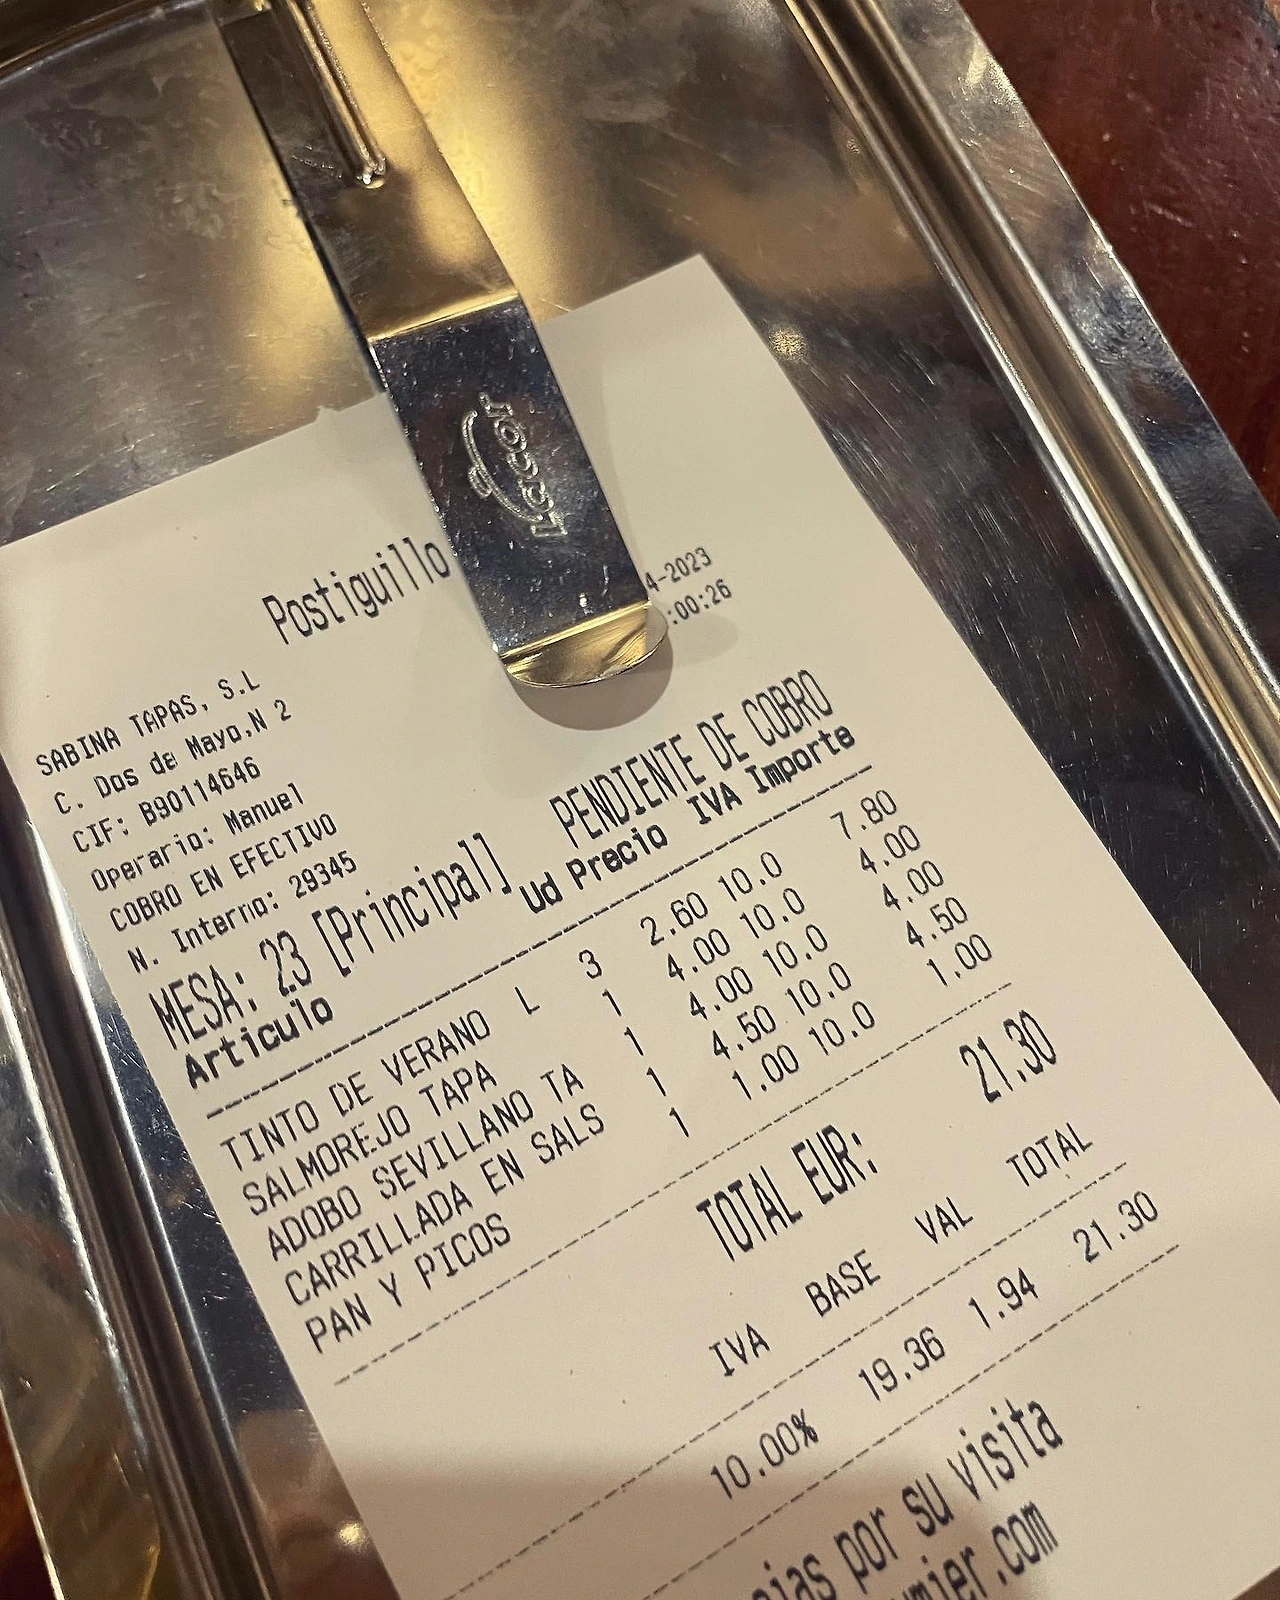 Lacor
Postiguillo
4-2023
:00:26
SABINA TAPAS, S.L
C. Dos de Mayo,N 2
CIF: B90114646
Operario: Manuel
COBRO EN EFECTIVO
N. Interno: 29345
MESA: 23 [Principal] PENDIENTE DE COBRO
Articulo Ud Precio IVA Importe
TINTO DE VERANO L 3 2.60 10.0 7.80
SALMOREJO TAPA 1 4.00 10.0 4.00
ADOBO SEVILLANO TA 1 4.00 10.0 4.00
CARRILLADA EN SALS 1 4.50 10.0 4.50
PAN Y PICOS 1 1.00 10.0 1.00
TOTAL EUR: 21.30
IVA BASE VAL TOTAL
10.00% 19.36 1.94 21.30
por su visita
.com